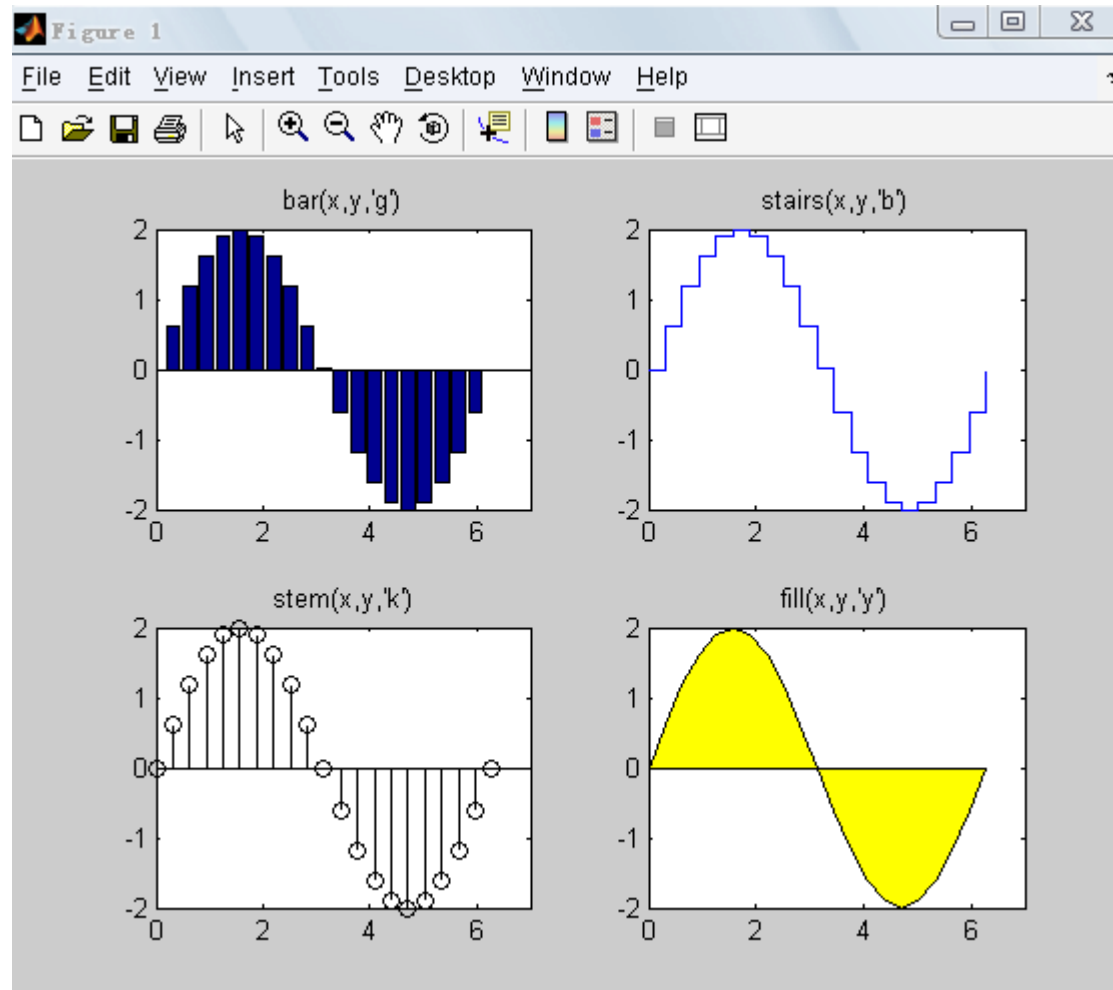 Figure 1
File Edit View Insert Tools Desktop Window Help
bar(x,y,'g')
2
1
0
-1
-2
0 2 4 6
stairs(x,y,'b')
2
1
0
-1
-2
0 2 4 6
stem(x,y,'k')
2
1
0
-1
-2
0 2 4 6
fill(x,y,'y')
2
1
0
-1
-2
0 2 4 6